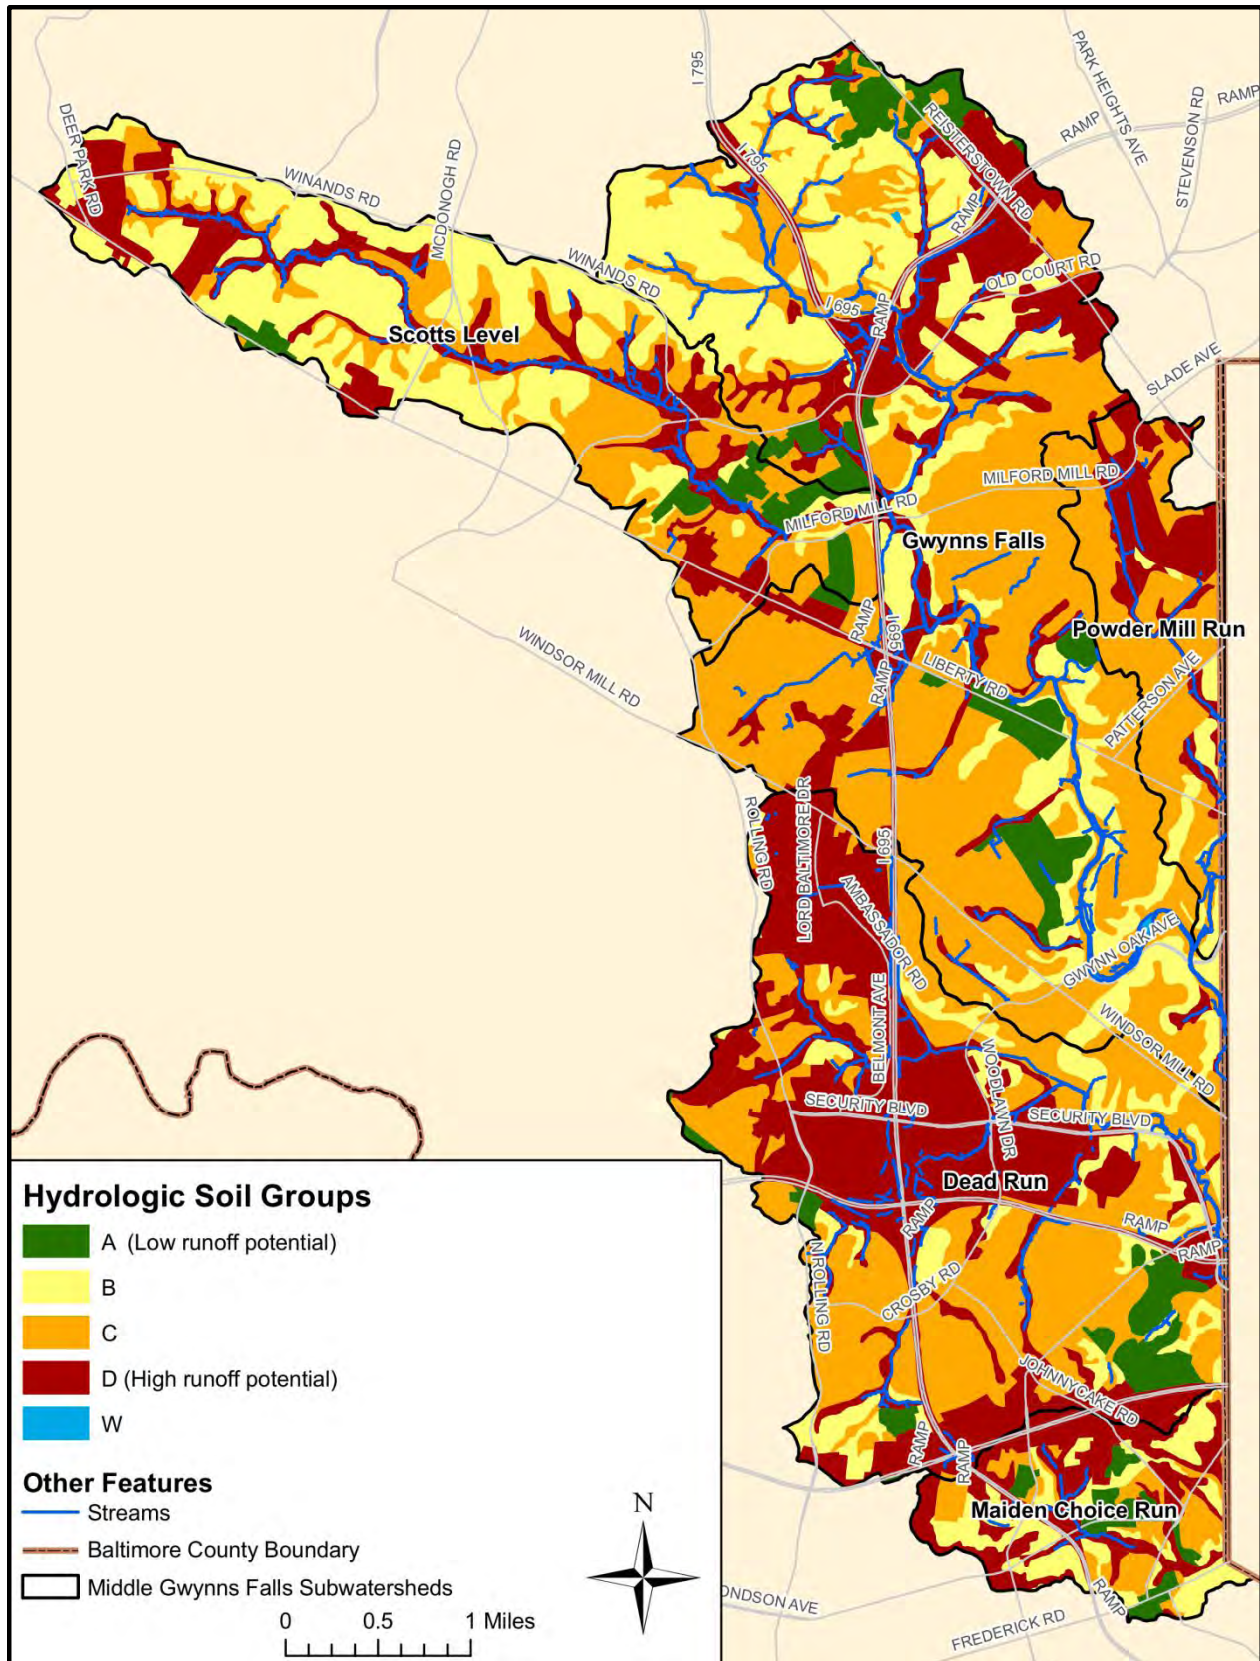 I 795
PARK HEIGHTS AVE
RAMP
RAMP
STEVENSON RD
REISTERSTOWN RD
DEER PARK RD
WINANDS RD
MCDONOGH RD
I 795
RAMP
WINANDS RD
OLD COURT RD
I 695
RAMP
Scotts Level
SLADE AVE
MILFORD MILL RD
MILFORD MILL RD
Gwynns Falls
RAMP
I 695
Powder Mill Run
WINDSOR MILL RD
RAMP
LIBERTY RD
PATTERSON AVE
ROLLING RD
LORD BALTIMORE DR
I 695
AMBASSADOR RD
GWYNN OAK AVE
BELMONT AVE
WINDSOR MILL RD
WOODLAWN DR
SECURITY BLVD
SECURITY BLVD
Dead Run
RAMP
RAMP
RAMP
N ROLLING RD
CROSBY RD
JOHNNYCAKE RD
RAMP
RAMP
Maiden Choice Run
RAMP
ONDSON AVE
FREDERICK RD
Hydrologic Soil Groups
A (Low runoff potential)
B
C
D (High runoff potential)
W
Other Features
Streams
Baltimore County Boundary
Middle Gwynns Falls Subwatersheds
N
0 0.5 1 Miles